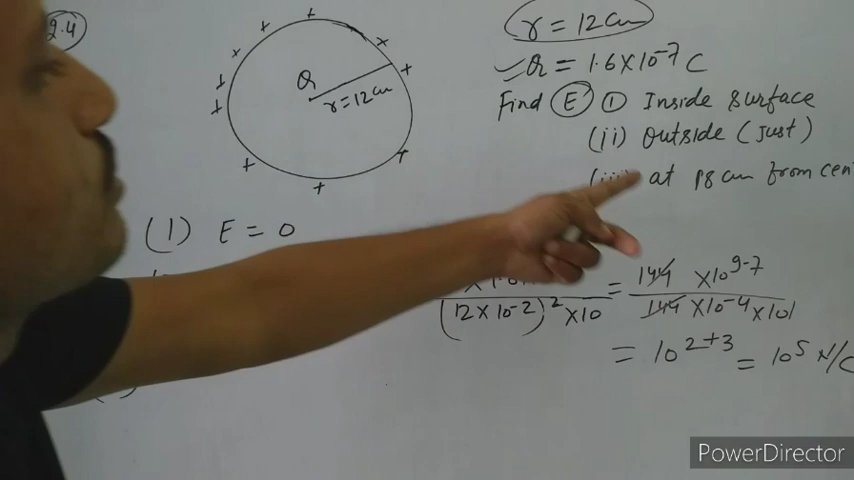 2.4
r = 12 cm
Q = 1.6 X 10⁻⁷ C
Q
r = 12 cm
Find E (1) Inside surface
(ii) Outside (Just)
(iii) at 18 cm from cen
(1) E = 0
(12 X 10⁻²)² X 10 = 144 X 10⁹⁻⁷ / 144 X 10⁻⁴ X 10¹
= 10²⁺³ = 10⁵ N/C
PowerDirector